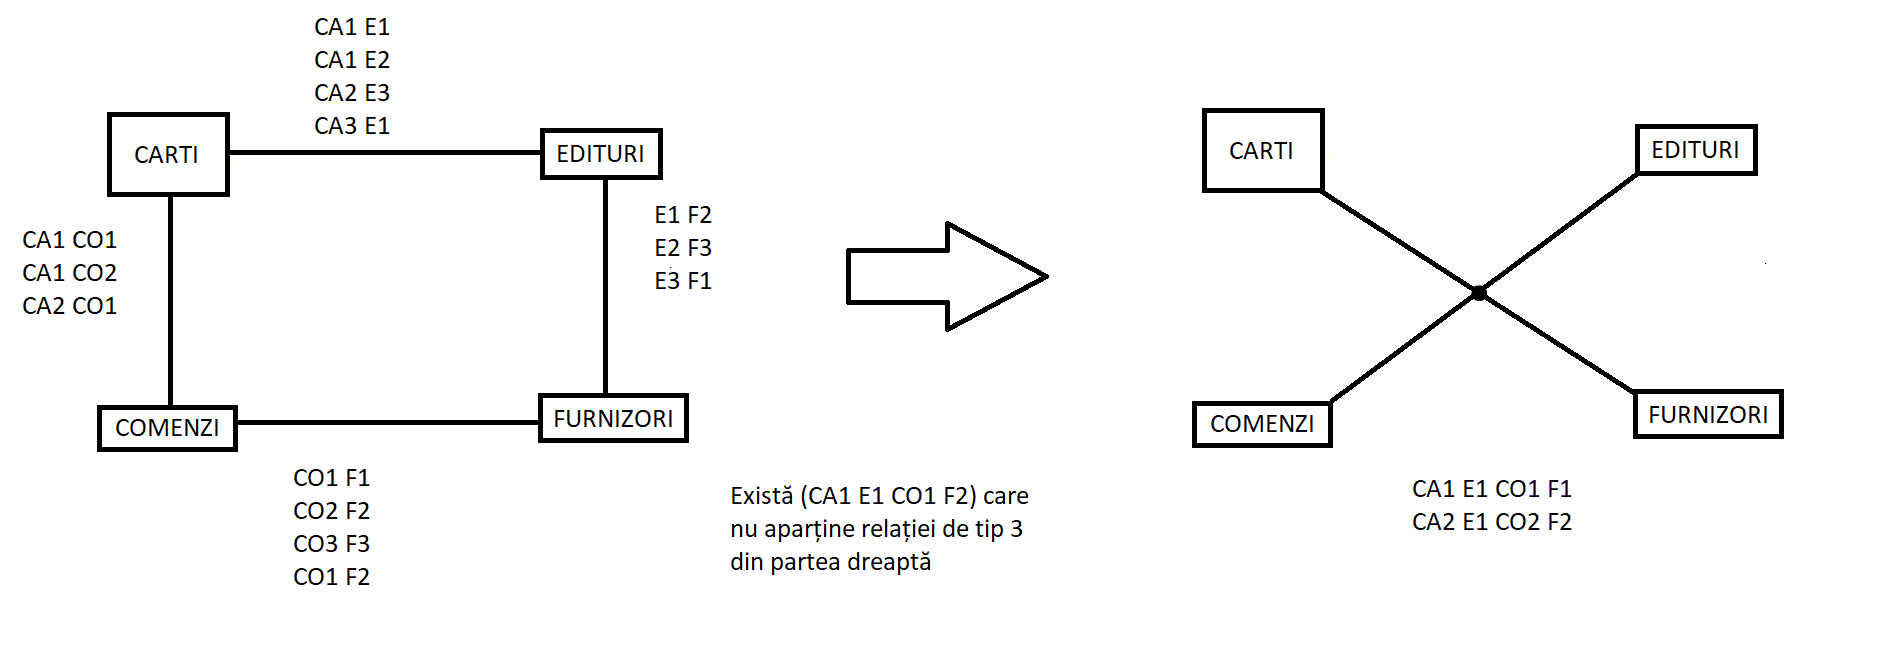 CA1 E1
CA1 E2
CA2 E3
CA3 E1
CARTI
EDITURI
CA1 CO1
CA1 CO2
CA2 CO1
E1 F2
E2 F3
E3 F1
COMENZI
FURNIZORI
CO1 F1
CO2 F2
CO3 F3
CO1 F2
Există (CA1 E1 CO1 F2) care
nu aparține relației de tip 3
din partea dreaptă
CARTI
EDITURI
COMENZI
FURNIZORI
CA1 E1 CO1 F1
CA2 E1 CO2 F2